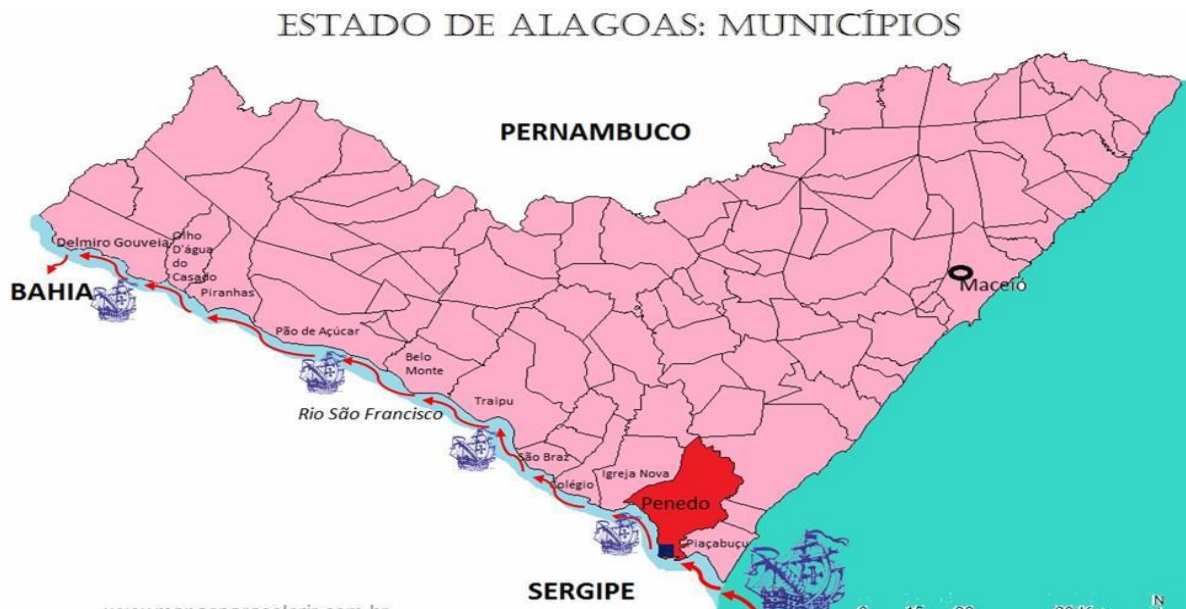 ESTADO DE ALAGOAS: MUNICÍPIOS
PERNAMBUCO
Delmiro Gouveia
Olho
D'água
do
Casado
BAHIA
Piranhas
Maceió
Pão de Açúcar
Belo
Monte
Rio São Francisco
Traipu
São Braz
Colégio
Igreja Nova
Penedo
Piaçabuçu
SERGIPE
N